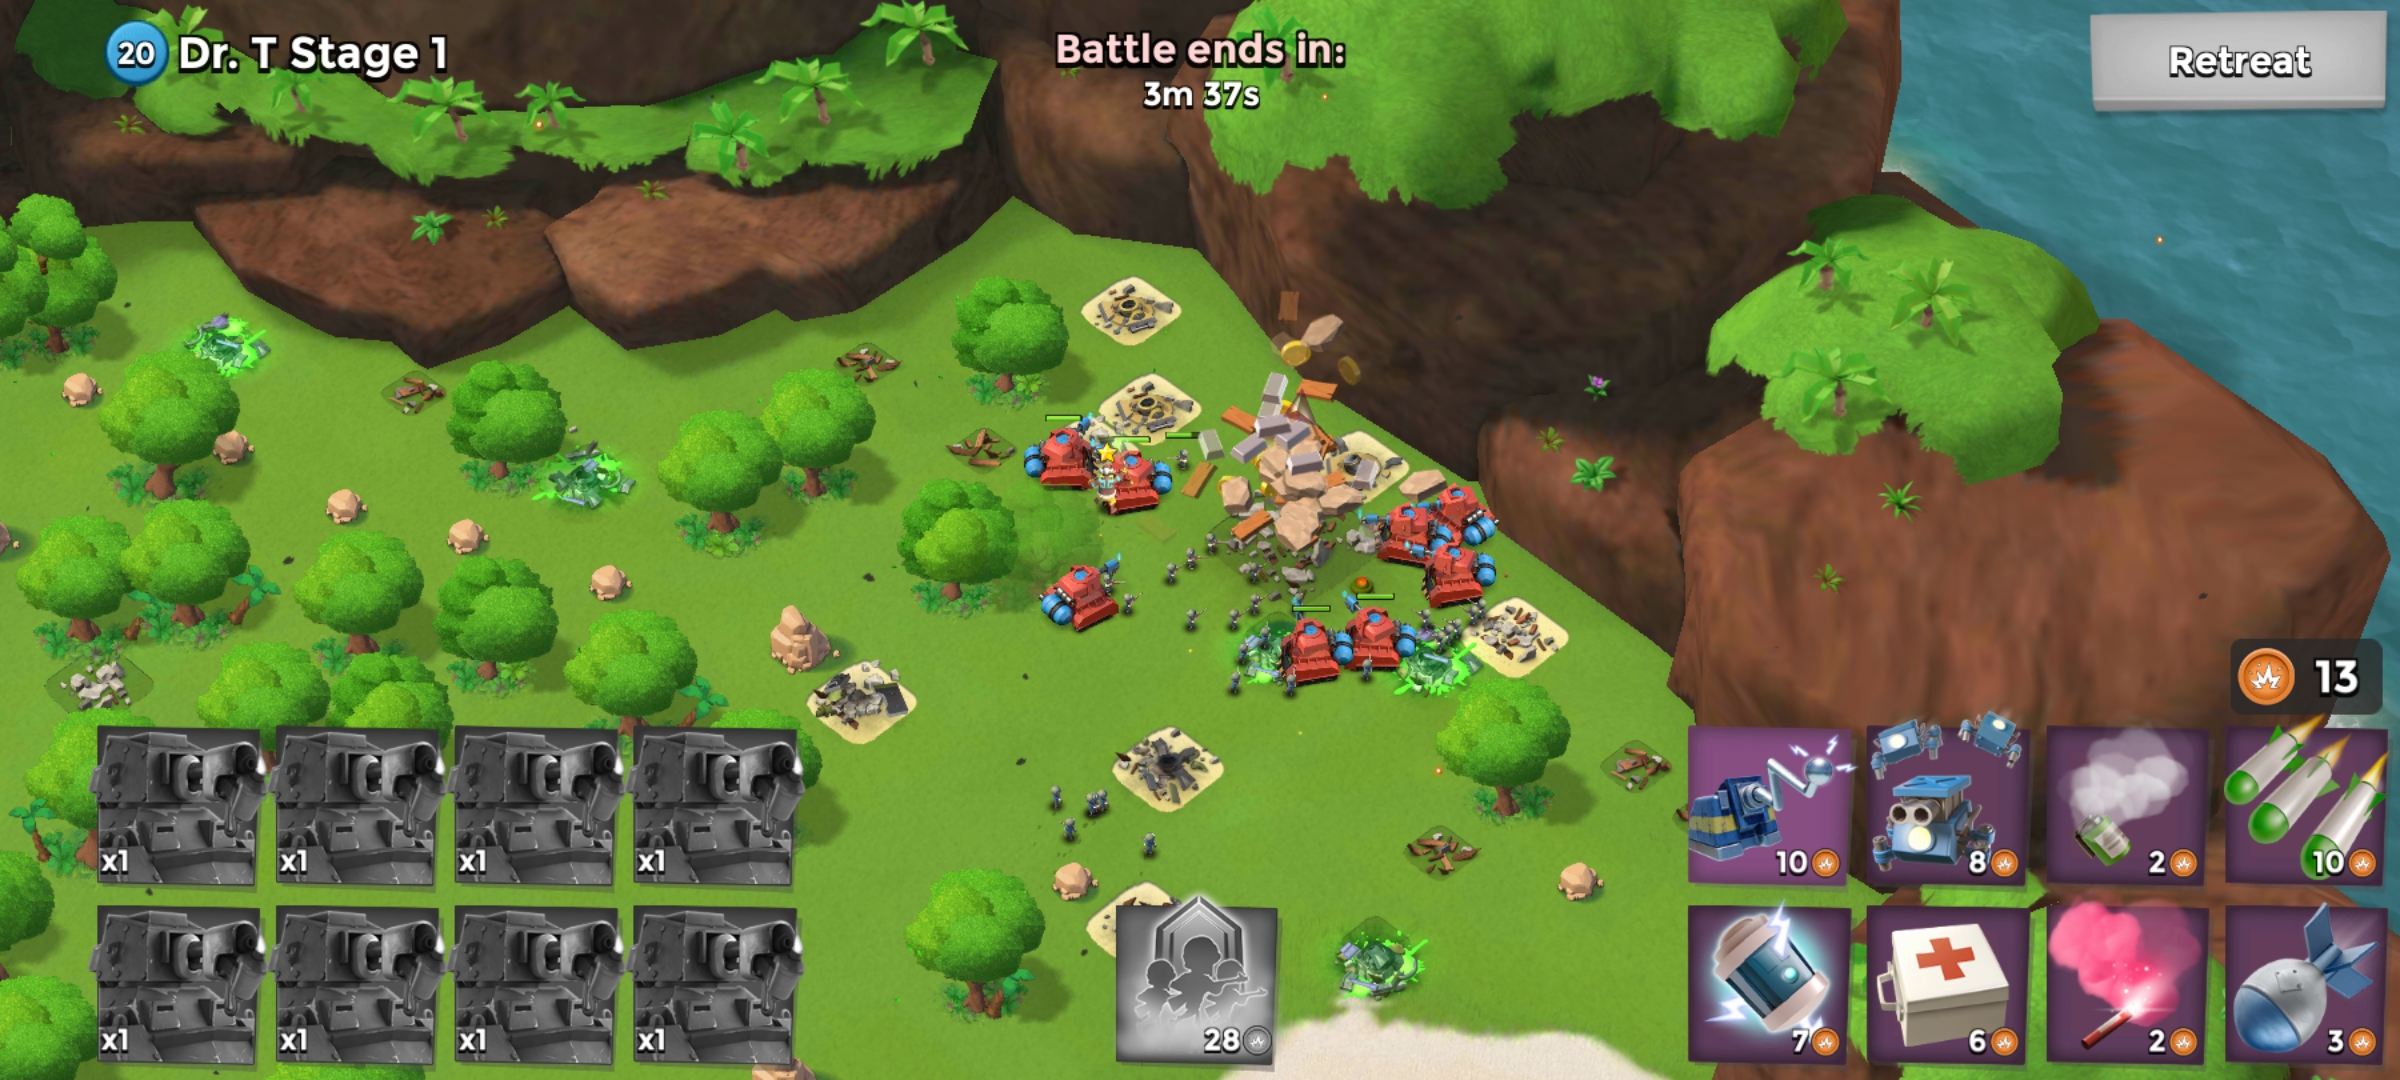 20 Dr. T Stage 1
Battle ends in:
3m 37s
Retreat
13
x1 x1 x1 x1
10 8 2 10
x1 x1 x1 x1
28
7 6 2 3